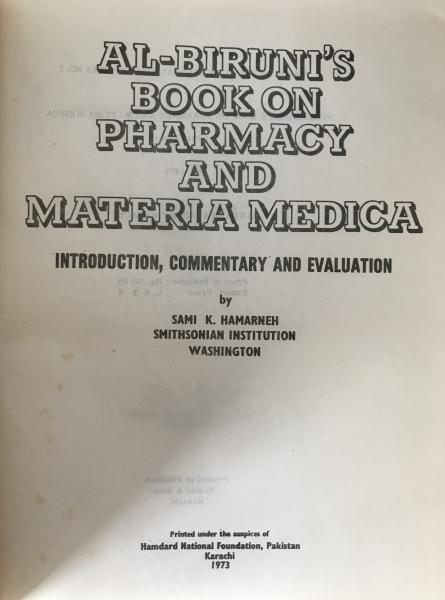 AL-BIRUNI'S
BOOK ON
PHARMACY
AND
MATERIA MEDICA
INTRODUCTION, COMMENTARY AND EVALUATION
by
SAMI K. HAMARNEH
SMITHSONIAN INSTITUTION
WASHINGTON
Printed under the auspices of
Hamdard National Foundation, Pakistan
Karachi
1973